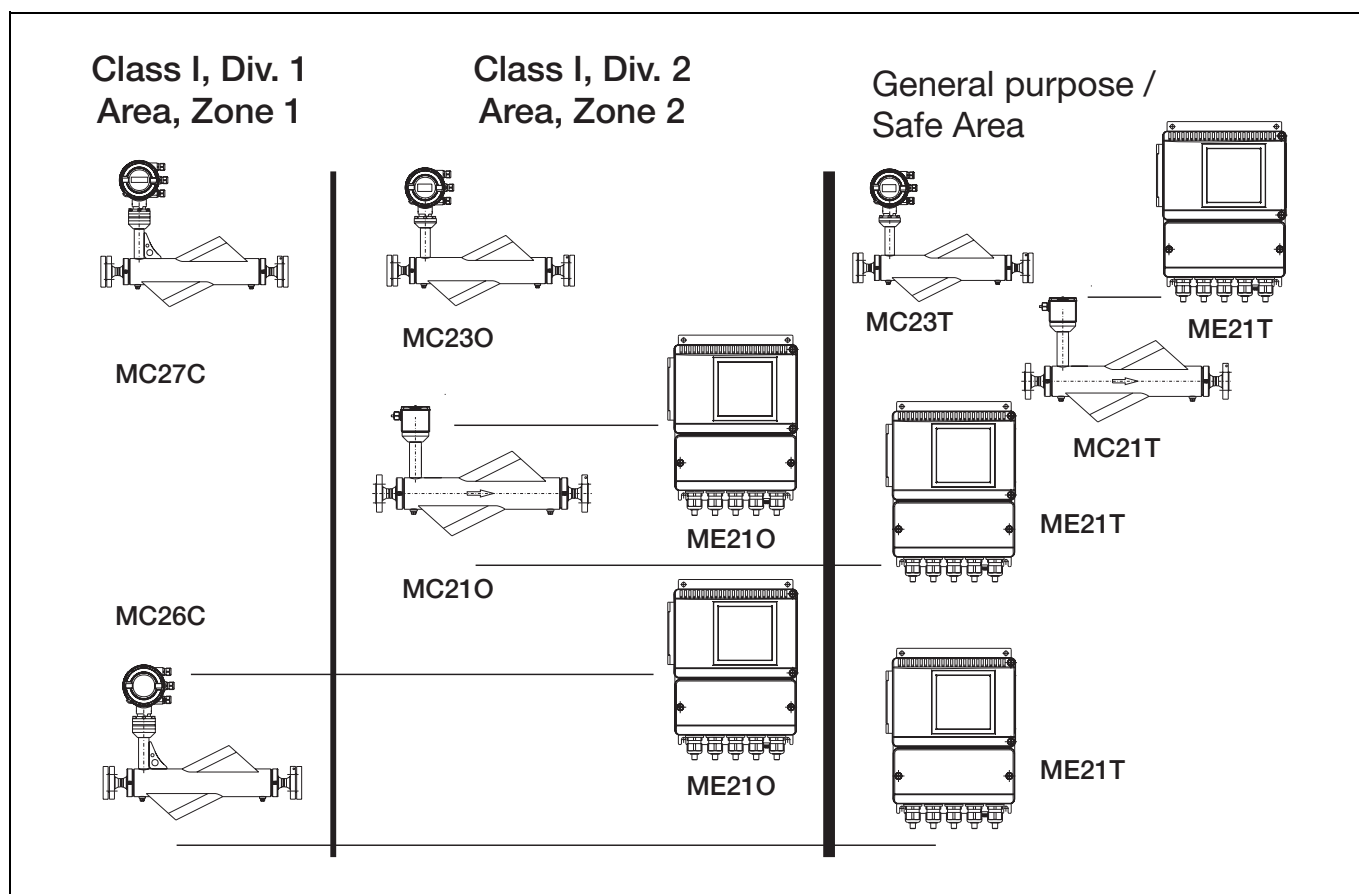 Class I, Div. 1
Area, Zone 1
Class I, Div. 2
Area, Zone 2
General purpose /
Safe Area
MC27C
MC23O
MC23T
ME21T
MC21T
ME21O
ME21T
MC21O
MC26C
ME21O
ME21T